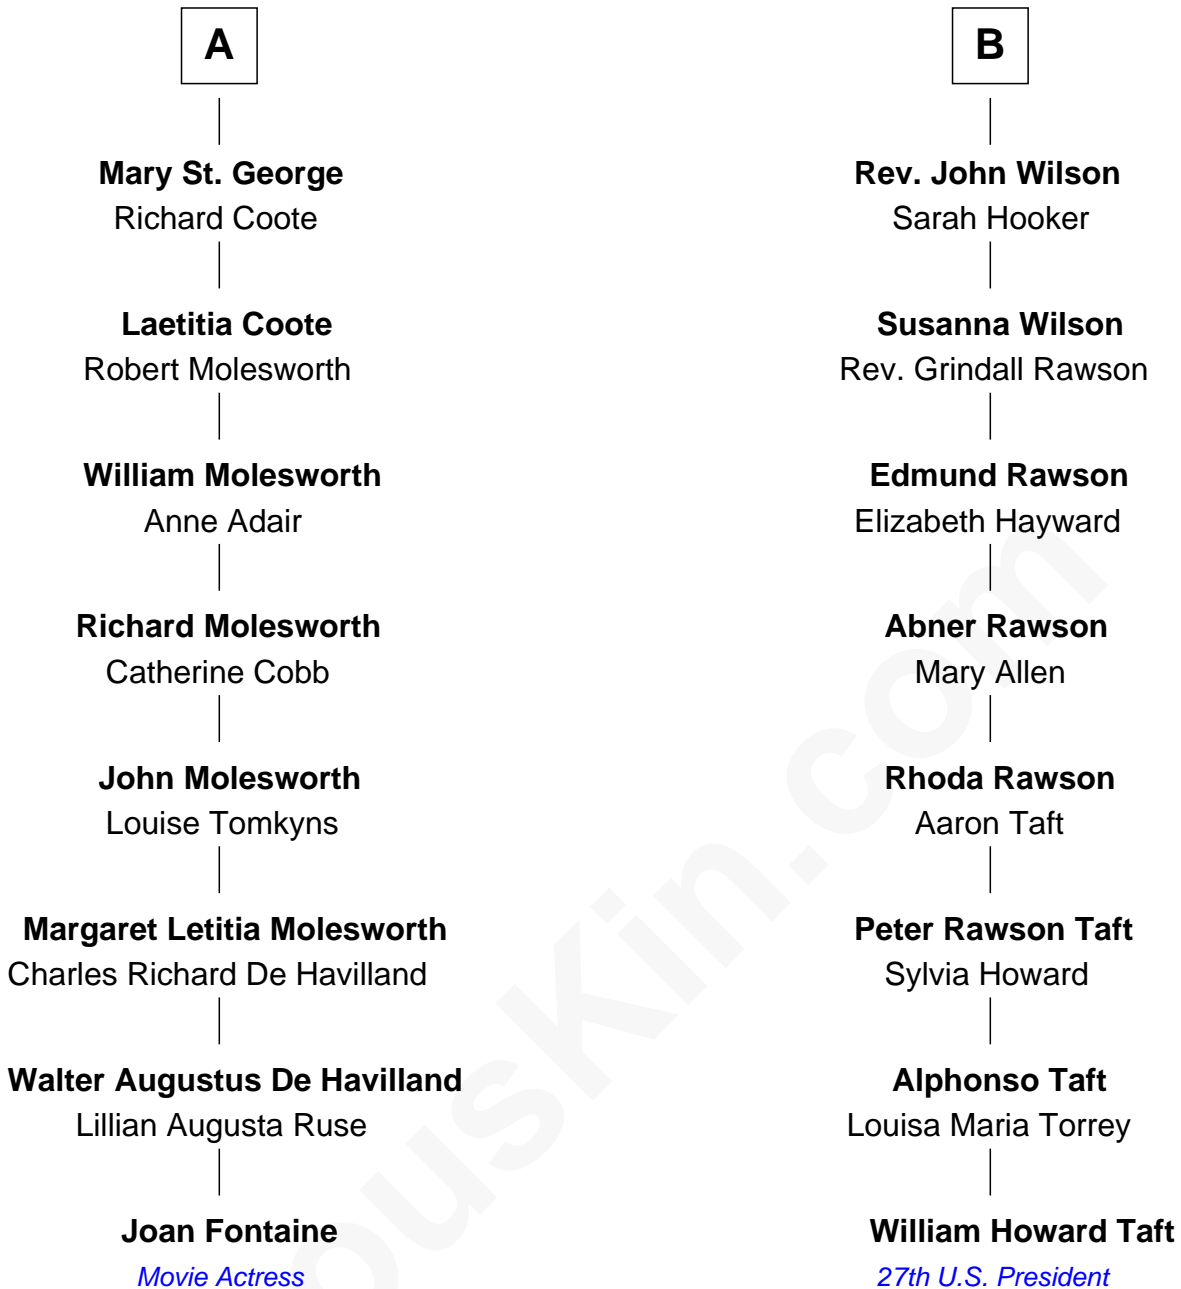 A
Mary St. George
Richard Coote
Laetitia Coote
Robert Molesworth
William Molesworth
Anne Adair
Richard Molesworth
Catherine Cobb
John Molesworth
Louise Tomkyns
Margaret Letitia Molesworth
Charles Richard De Havilland
Walter Augustus De Havilland
Lillian Augusta Ruse
Joan Fontaine
Movie Actress
B
Rev. John Wilson
Sarah Hooker
Susanna Wilson
Rev. Grindall Rawson
Edmund Rawson
Elizabeth Hayward
Abner Rawson
Mary Allen
Rhoda Rawson
Aaron Taft
Peter Rawson Taft
Sylvia Howard
Alphonso Taft
Louisa Maria Torrey
William Howard Taft
27th U.S. President
ousKin.com